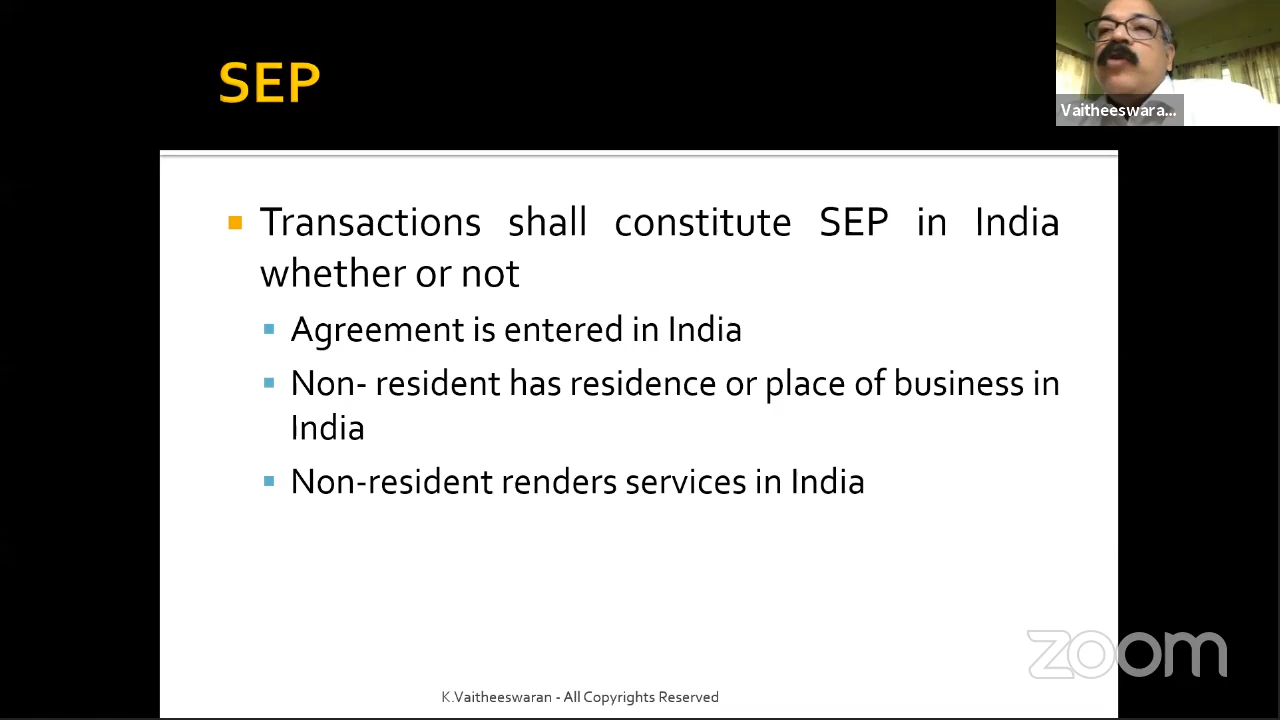 SEP
Vaitheeswara...
Transactions shall constitute SEP in India
whether or not
Agreement is entered in India
Non- resident has residence or place of business in
India
Non-resident renders services in India
zoom
K.Vaitheeswaran - All Copyrights Reserved